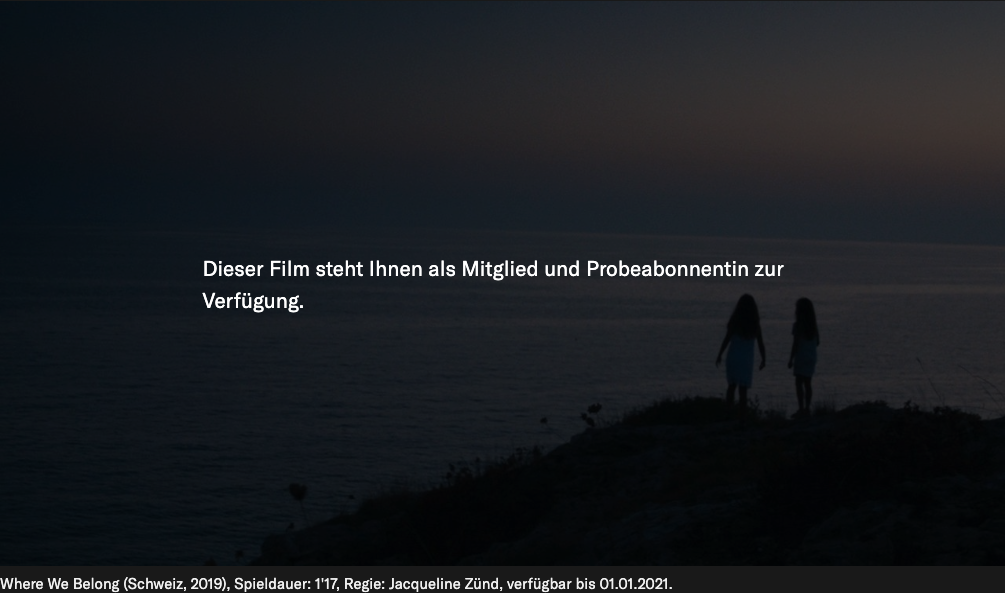 Dieser Film steht Ihnen als Mitglied und Probeabonnentin zur
Verfügung.
Where We Belong (Schweiz, 2019), Spieldauer: 1'17, Regie: Jacqueline Zünd, verfügbar bis 01.01.2021.